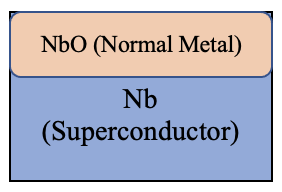 NbO (Normal Metal)
Nb
(Superconductor)